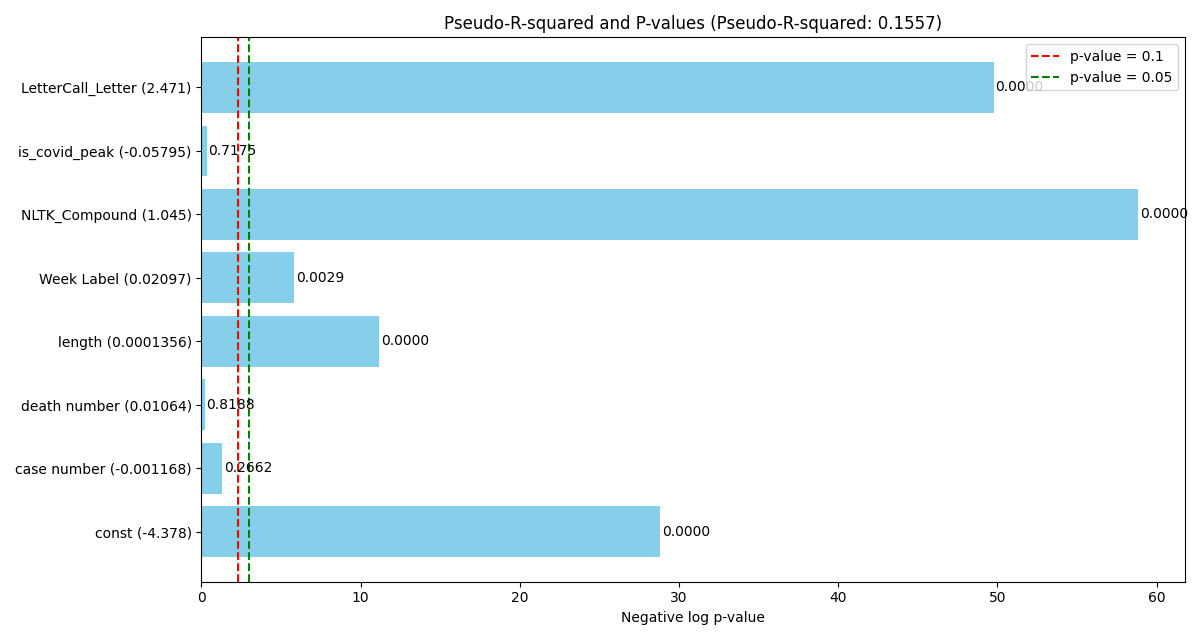 Pseudo-R-squared and P-values (Pseudo-R-squared: 0.1557)
p-value = 0.1
p-value = 0.05
LetterCall_Letter (2.471)
0.0000
is_covid_peak (-0.05795)
0.7175
NLTK_Compound (1.045)
0.0000
Week Label (0.02097)
0.0029
length (0.0001356)
0.0000
death number (0.01064)
0.8188
case number (-0.001168)
0.2662
const (-4.378)
0.0000
0 10 20 30 40 50 60
Negative log p-value